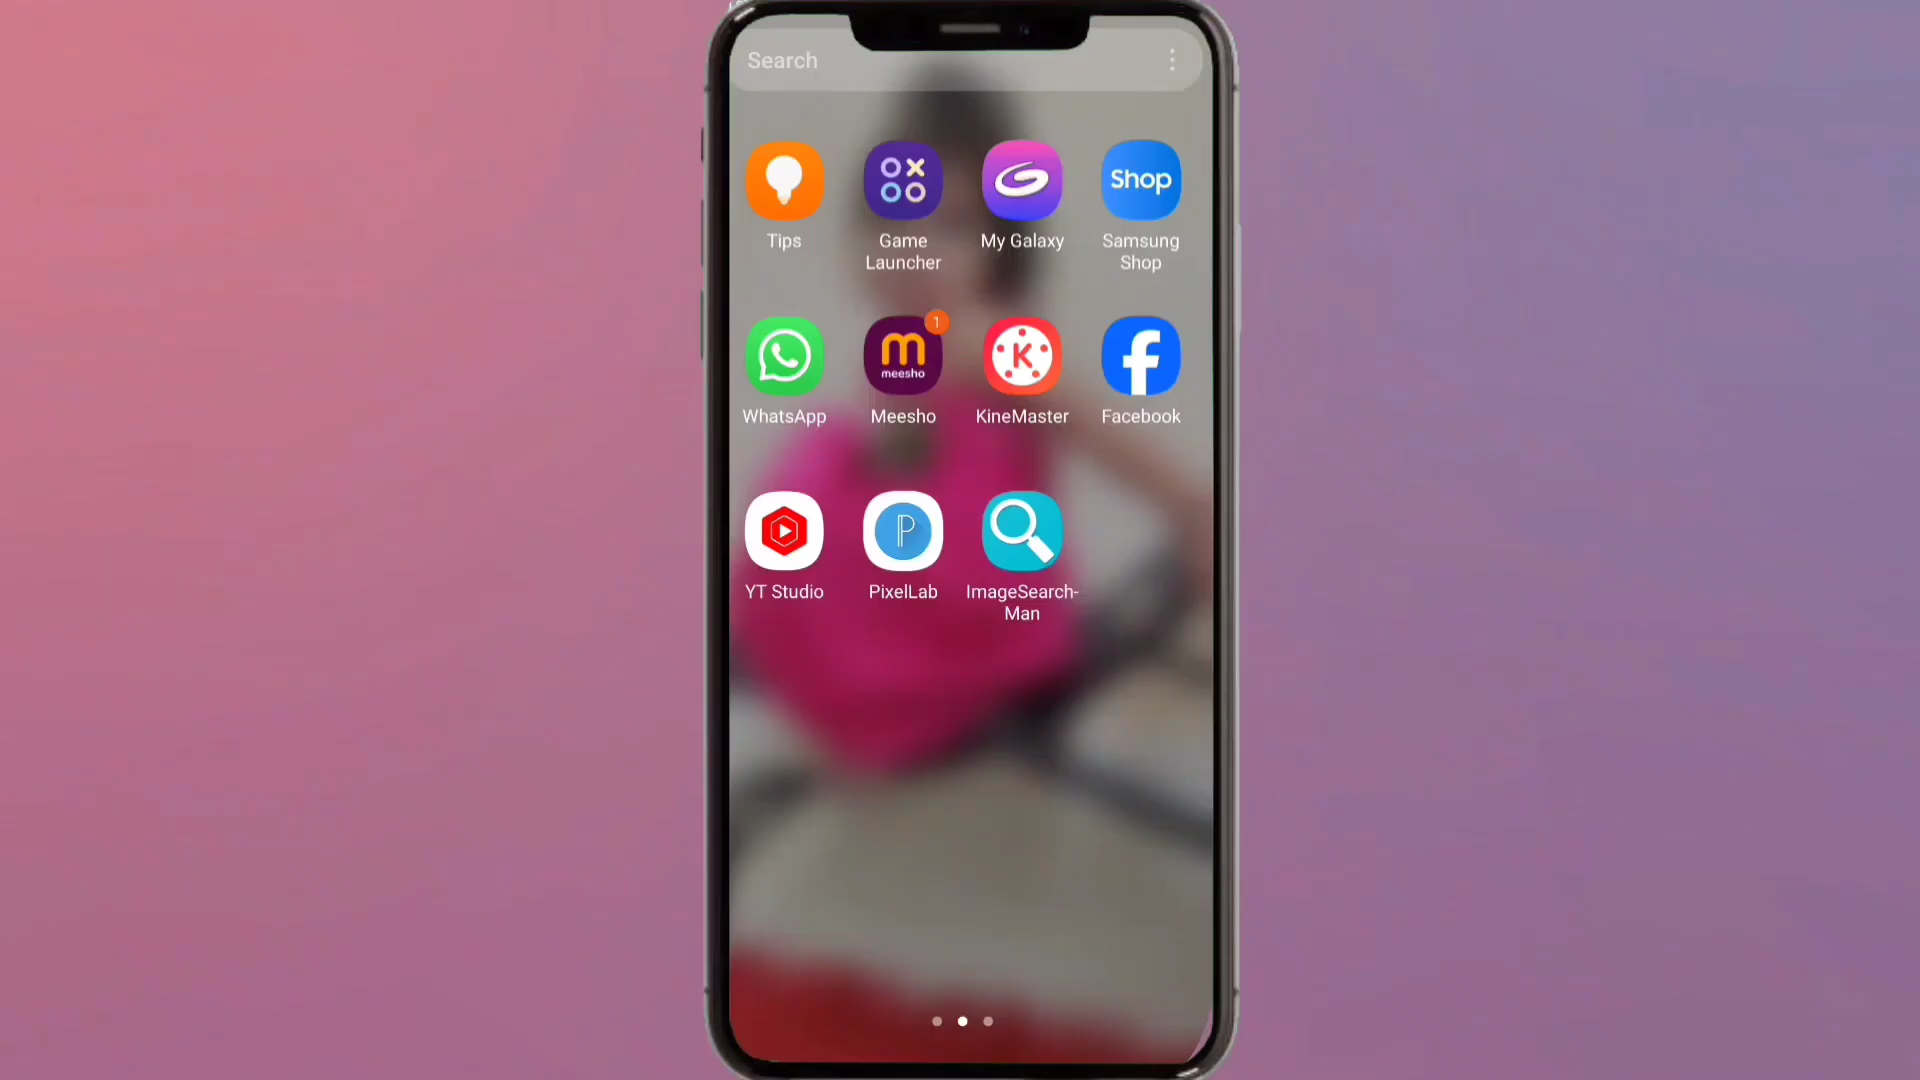 Search
Shop
Tips
Game
Launcher
My Galaxy
Samsung
Shop
1
meesho
K
WhatsApp
Meesho
KineMaster
Facebook
P
YT Studio
PixelLab
ImageSearch-
Man